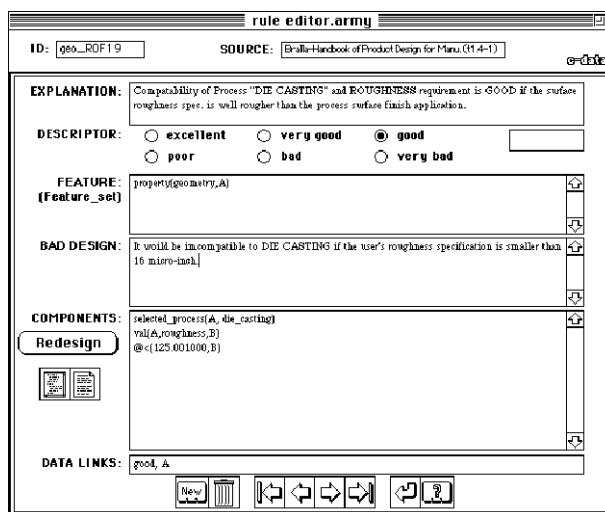 rule editor.army
ID: geo_ROF19 SOURCE: Bralla-Handbook of Product Design for Manu.(t1.4-1)
e-data
EXPLANATION: Compatability of Process "DIE CASTING" and ROUGHNESS requirement is GOOD if the surface
roughness spec. is well rougher than the process surface finish application.
DESCRIPTOR: excellent very good good
poor bad very bad
FEATURE: property(geometry,A)
(Feature_set)
BAD DESIGN: It would be imcompatible to DIE CASTING if the user's roughness specification is smaller than
16 micro-inch.
COMPONENTS: selected_process(A, die_casting)
val(A,roughness,B)
Redesign
@<(125.001000,B)
DATA LINKS: good, A
New ?